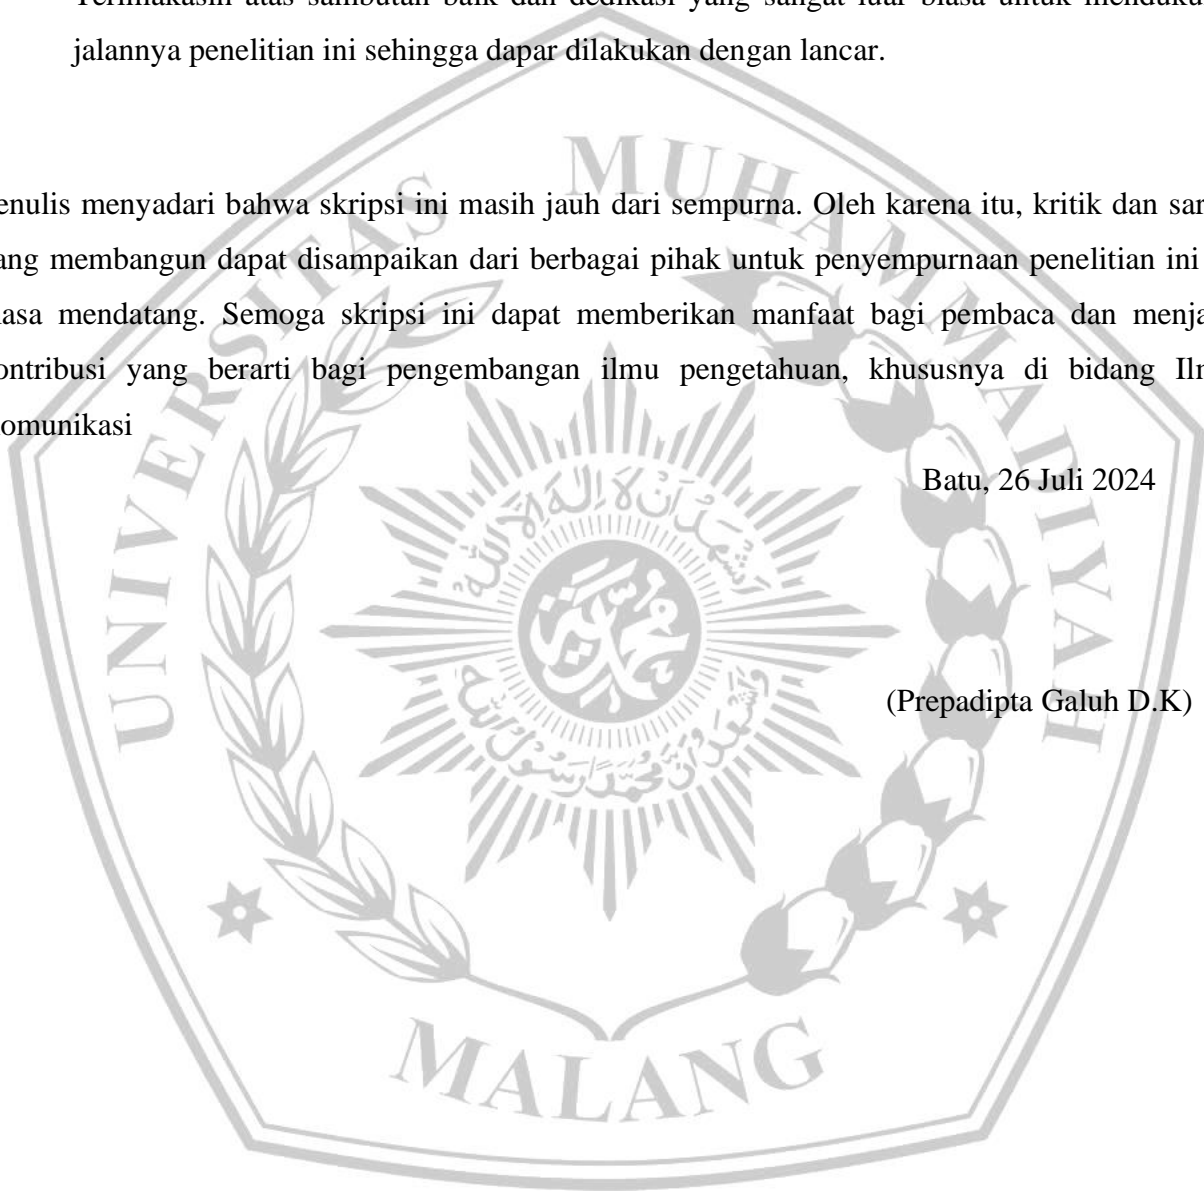 Terimakasih atas sambutan baik dan dedikasi yang sangat luar biasa untuk menduku
jalannya penelitian ini sehingga dapar dilakukan dengan lancar.
enulis menyadari bahwa skripsi ini masih jauh dari sempurna. Oleh karena itu, kritik dan sar
ang membangun dapat disampaikan dari berbagai pihak untuk penyempurnaan penelitian ini
asa mendatang. Semoga skripsi ini dapat memberikan manfaat bagi pembaca dan menja
ontribusi yang berarti bagi pengembangan ilmu pengetahuan, khususnya di bidang Iln
omunikasi
Batu, 26 Juli 2024
(Prepadipta Galuh D.K)
UNIVERSITAS MUHAMMADIYAH
MALANG